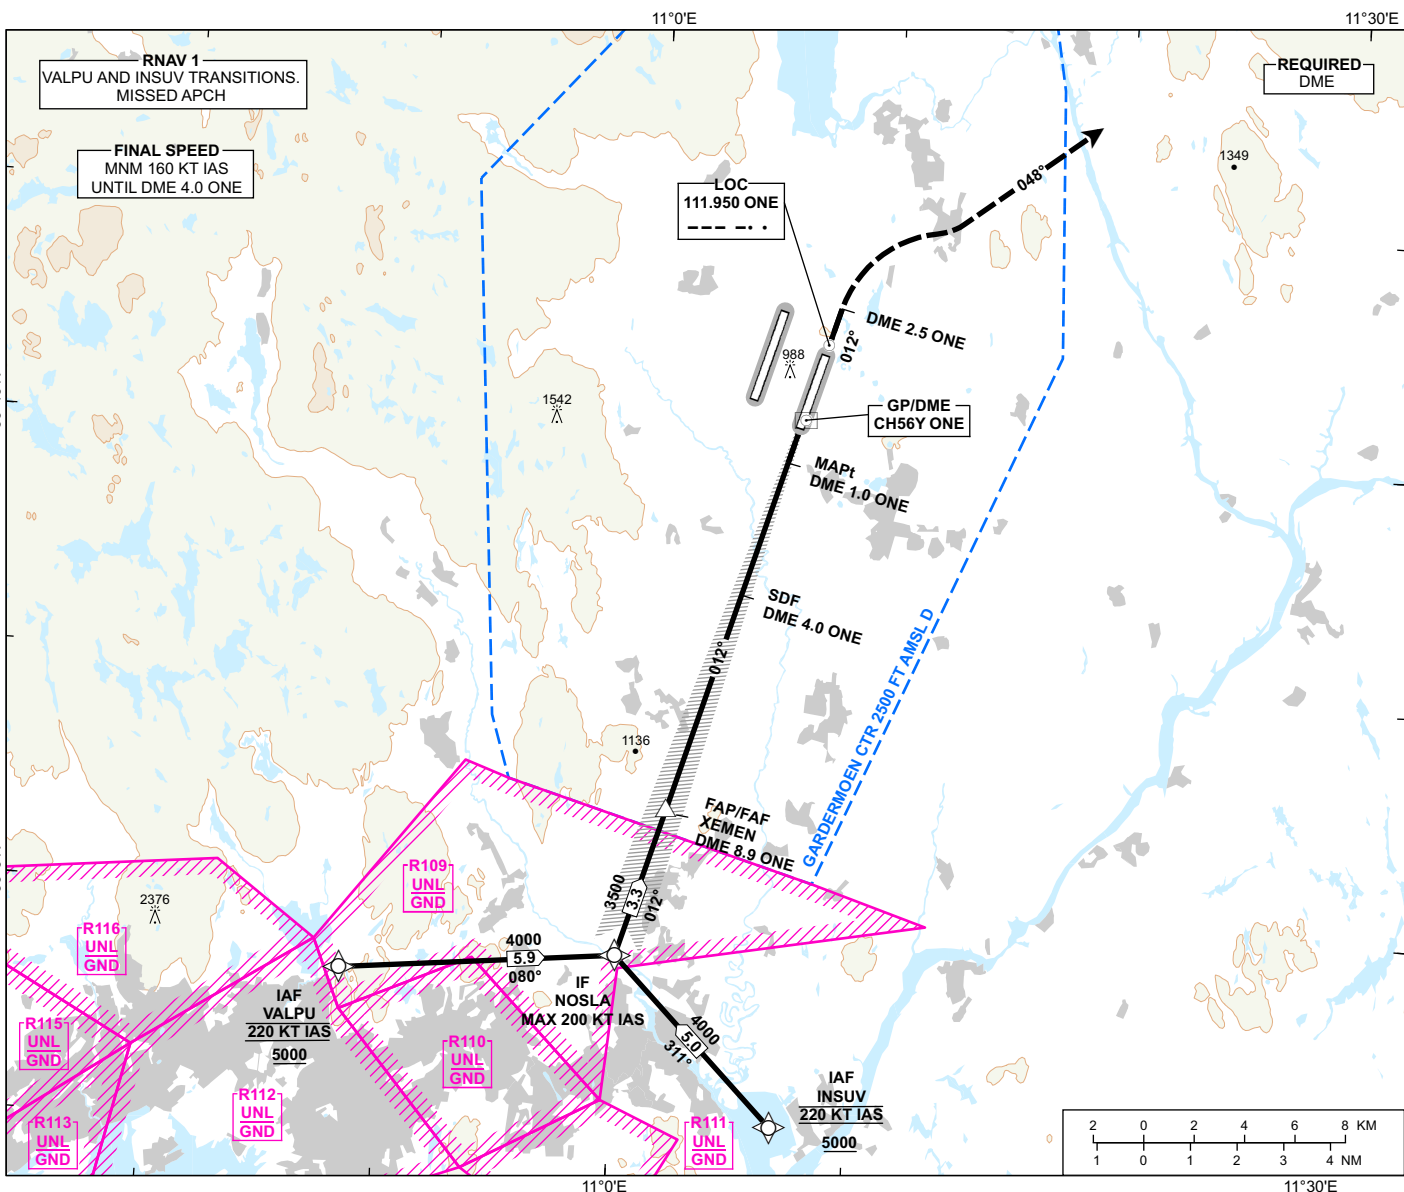 11°0'E
11°30'E
RNAV 1
VALPU AND INSUV TRANSITIONS.
MISSED APCH
REQUIRED
DME
FINAL SPEED
MNM 160 KT IAS
UNTIL DME 4.0 ONE
1349
048°
LOC
111.950 ONE
DME 2.5 ONE
012°
988
1542
GP/DME
CH56Y ONE
MAPt
DME 1.0 ONE
SDF
DME 4.0 ONE
012°
GARDERMOEN CTR 2500 FT AMSL D
1136
FAP/FAF
XEMEN
DME 8.9 ONE
R109
UNL
GND
3500
3.3
012°
2376
R116
UNL
GND
4000
5.9
080°
IF
NOSLA
MAX 200 KT IAS
IAF
VALPU
220 KT IAS
5000
4000
5.0
311°
R115
UNL
GND
R110
UNL
GND
IAF
INSUV
220 KT IAS
5000
R112
UNL
GND
R113
UNL
GND
R111
UNL
GND
2 0 2 4 6 8 KM
1 0 1 2 3 4 NM
11°0'E
11°30'E